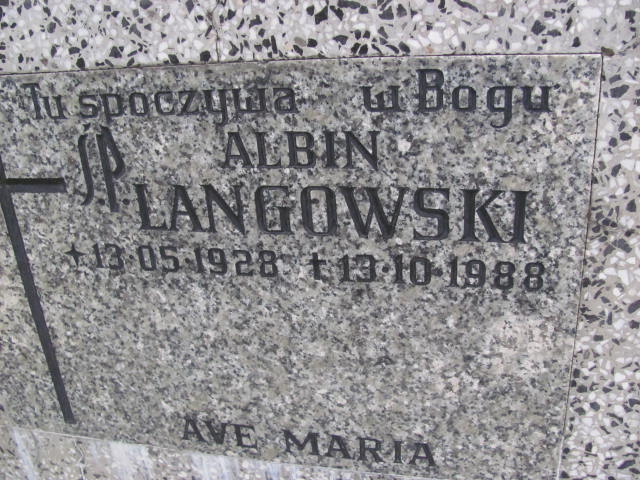 Tu spoczywa w Bogu
ŚP. ALBIN
LANGOWSKI
*13·05·1928 †13·10·1988
AVE MARIA